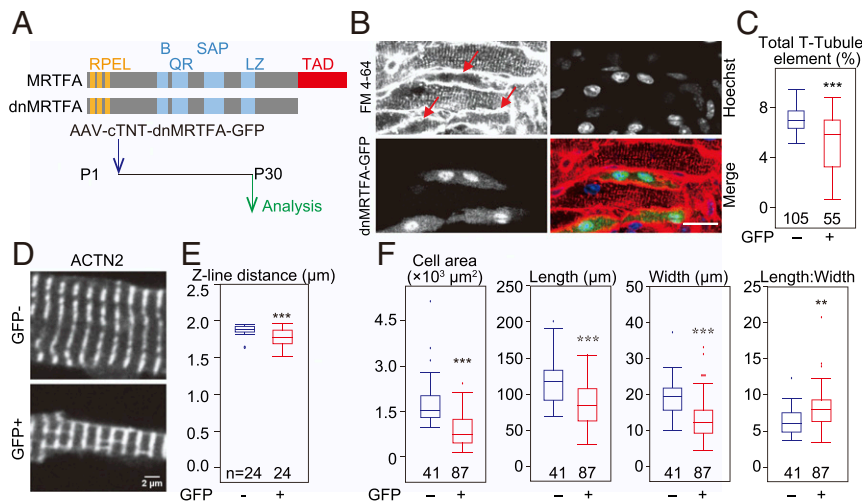 A
B
SAP
RPEL
QR
LZ
TAD
MRTFA
dnMRTFA
AAV-cTNT-dnMRTFA-GFP
P1
P30
Analysis
B
FM 4-64
Hoechst
dnMRTFA-GFP
Merge
C
Total T-Tubule
element (%)
***
8
4
0
105
55
GFP
–
+
D
ACTN2
GFP-
GFP+
2 μm
E
Z-line distance (μm)
2.5
2.0
1.5
1.0
0.5
0.0
***
n=24
24
GFP
-
+
F
Cell area
(×10³ μm²)
4.5
3.0
1.5
0
***
41
87
GFP
–
+
Length (μm)
250
200
150
100
50
0
***
41
87
–
+
Width (μm)
50
40
30
20
10
0
***
41
87
–
+
Length:Width
25
20
15
10
5
0
**
41
87
–
+